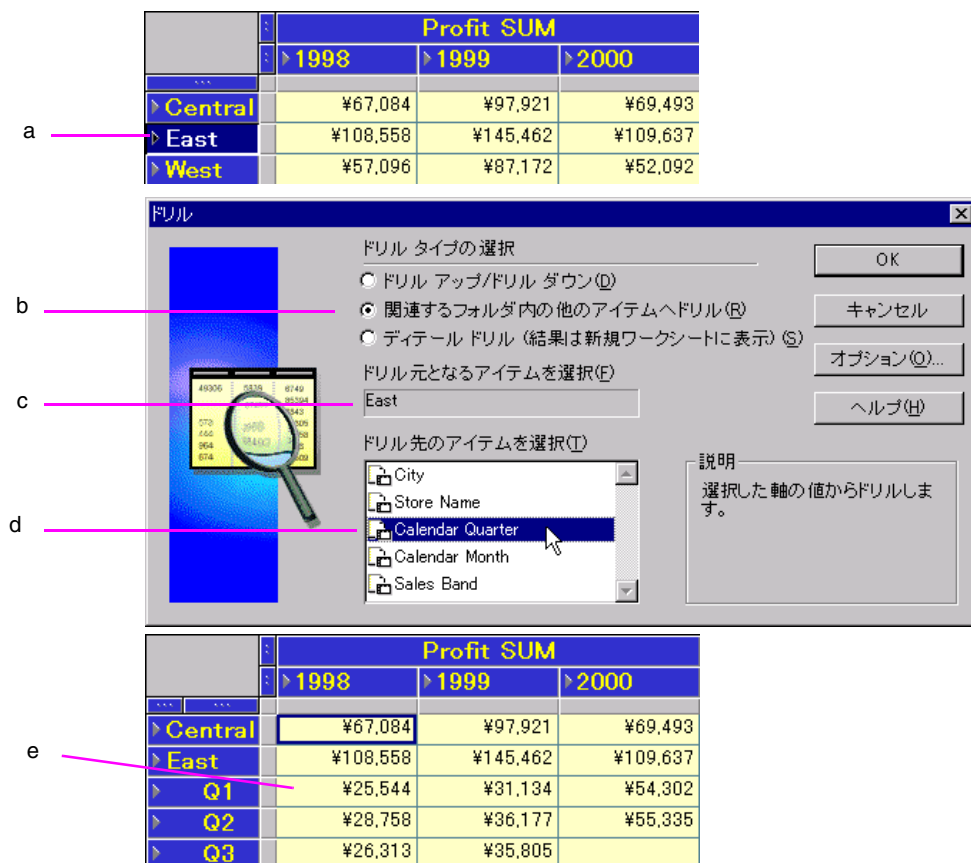 Profit SUM
1998 1999 2000
Central ¥67,084 ¥97,921 ¥69,493
a
East ¥108,558 ¥145,462 ¥109,637
West ¥57,096 ¥87,172 ¥52,092
ドリル
ドリル タイプの選択
OK
ドリル アップ/ドリル ダウン(D)
b
関連するフォルダ内の他のアイテムへドリル(R)
キャンセル
ディテール ドリル (結果は新規ワークシートに表示) (S)
オプション(O)...
ドリル元となるアイテムを選択(F)
c
East
ヘルプ(H)
ドリル先のアイテムを選択(T)
City
Store Name
d
Calendar Quarter
Calendar Month
Sales Band
説明
選択した軸の値からドリルしま
す。
49306 5839 6749
Profit SUM
1998 1999 2000
Central ¥67,084 ¥97,921 ¥69,493
e
East ¥108,558 ¥145,462 ¥109,637
Q1 ¥25,544 ¥31,134 ¥54,302
Q2 ¥28,758 ¥36,177 ¥55,335
Q3 ¥26,313 ¥35,805